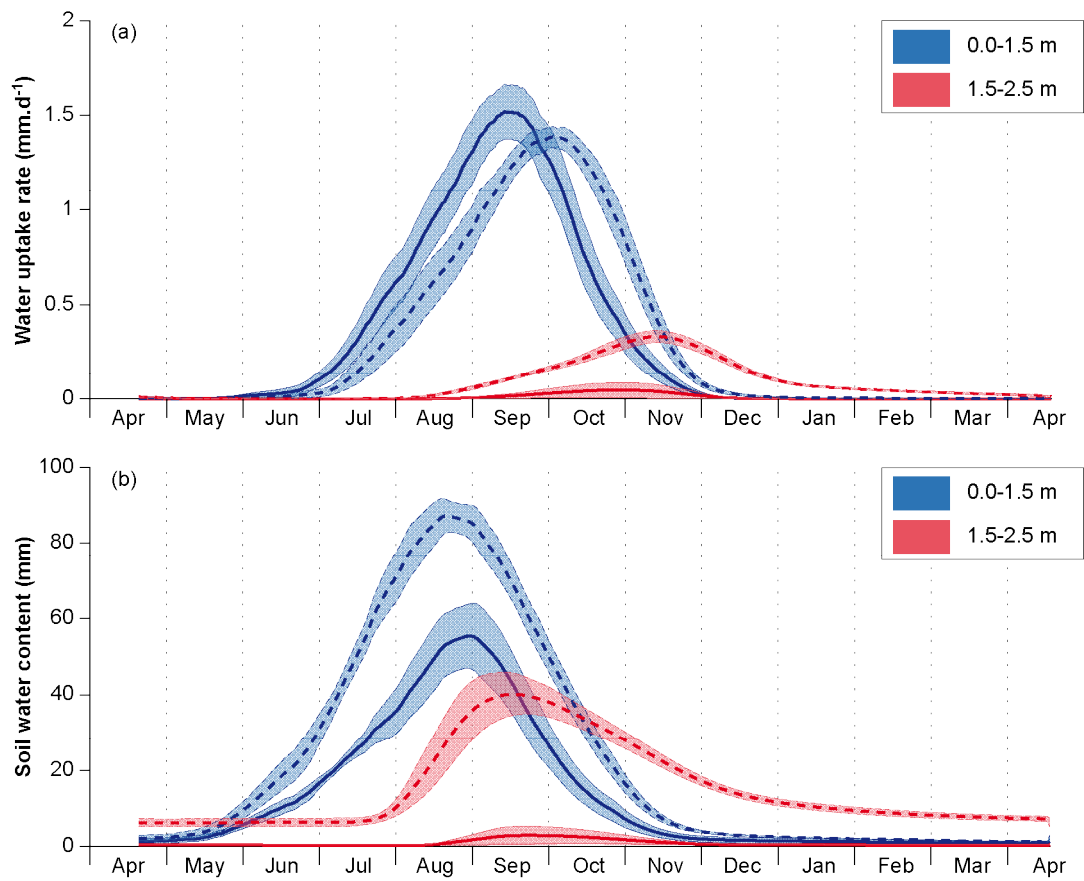 (a)
Water uptake rate (mm.d-1)
2
1.5
1
0.5
0
0.0-1.5 m
1.5-2.5 m
Apr May Jun Jul Aug Sep Oct Nov Dec Jan Feb Mar Apr
(b)
Soil water content (mm)
100
80
60
40
20
0
0.0-1.5 m
1.5-2.5 m
Apr May Jun Jul Aug Sep Oct Nov Dec Jan Feb Mar Apr